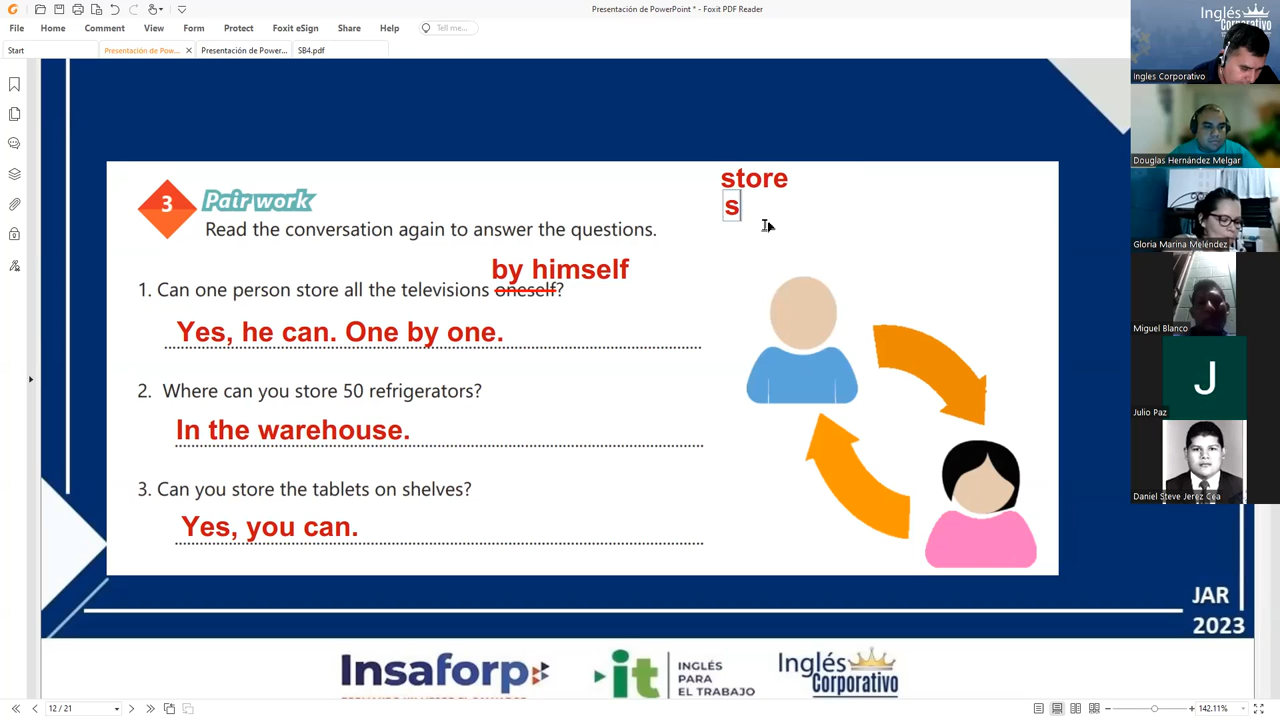 Presentación de PowerPoint * - Foxit PDF Reader
File Home Comment View Form Protect Foxit eSign Share Help Tell me...
Start Presentación de Pow... Presentación de Power... SB4.pdf
Inglés
Corporativo
Ingles Corporativo
Douglas Hernández Melgar
Gloria Marina Meléndez
Miguel Blanco
J
Julio Paz
Daniel Steve Jerez Cea
store
s
3 Pair work
Read the conversation again to answer the questions.
by himself
1. Can one person store all the televisions oneself?
Yes, he can. One by one.
2. Where can you store 50 refrigerators?
In the warehouse.
3. Can you store the tablets on shelves?
Yes, you can.
JAR
2023
Insaforp
it INGLÉS
PARA
EL TRABAJO
Inglés
Corporativo
12 / 21
142.11%